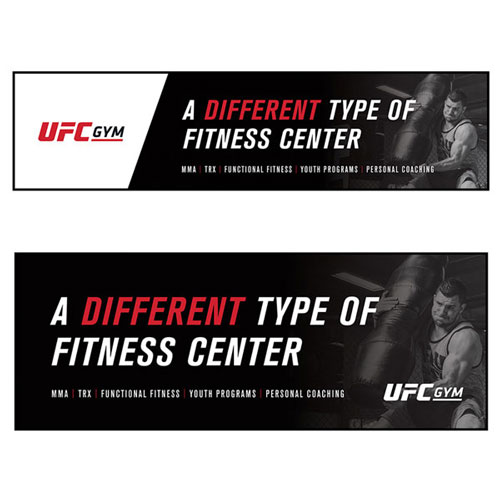 UFC GYM
A DIFFERENT TYPE OF
FITNESS CENTER
MMA | TRX | FUNCTIONAL FITNESS | YOUTH PROGRAMS | PERSONAL COACHING
A DIFFERENT TYPE OF
FITNESS CENTER
MMA | TRX | FUNCTIONAL FITNESS | YOUTH PROGRAMS | PERSONAL COACHING
UFC GYM